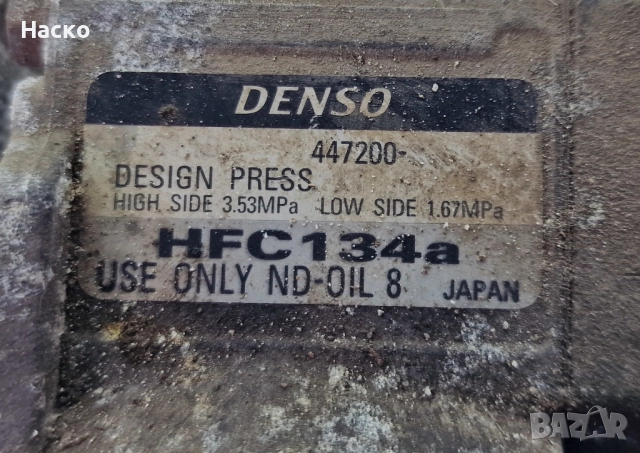 Наско
DENSO
447200-
DESIGN PRESS
HIGH SIDE 3.53MPa LOW SIDE 1.67MPa
HFC134a
USE ONLY ND-OIL 8 JAPAN
BAZAR